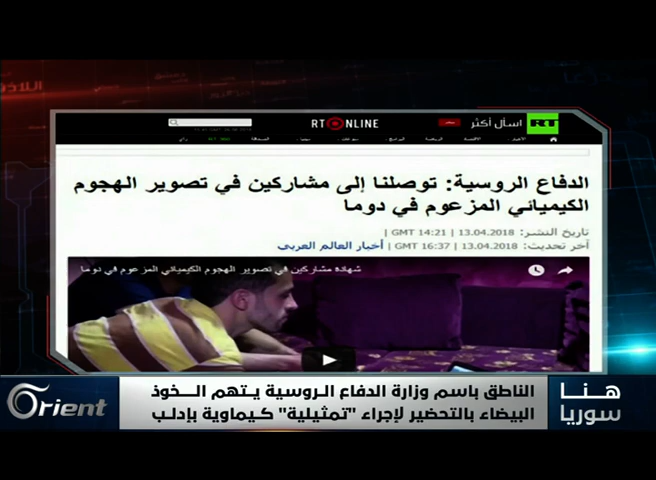 اللاذقية
اسأل أكثر RT
RT ONLINE
الدفاع الروسية: توصلنا إلى مشاركين في تصوير الهجوم
الكيميائي المزعوم في دوما
تاريخ النشر: 13.04.2018 | 14:21 GMT |
آخر تحديث: 13.04.2018 | 16:37 GMT | أخبار العالم العربي
شهادة مشاركين في تصوير الهجوم الكيميائي المزعوم في دوما
هنا
سوريا
الناطق باسم وزارة الدفاع الروسية يتهم الخوذ
البيضاء بالتحضير لإجراء "تمثيلية" كيماوية بإدلب
Orient